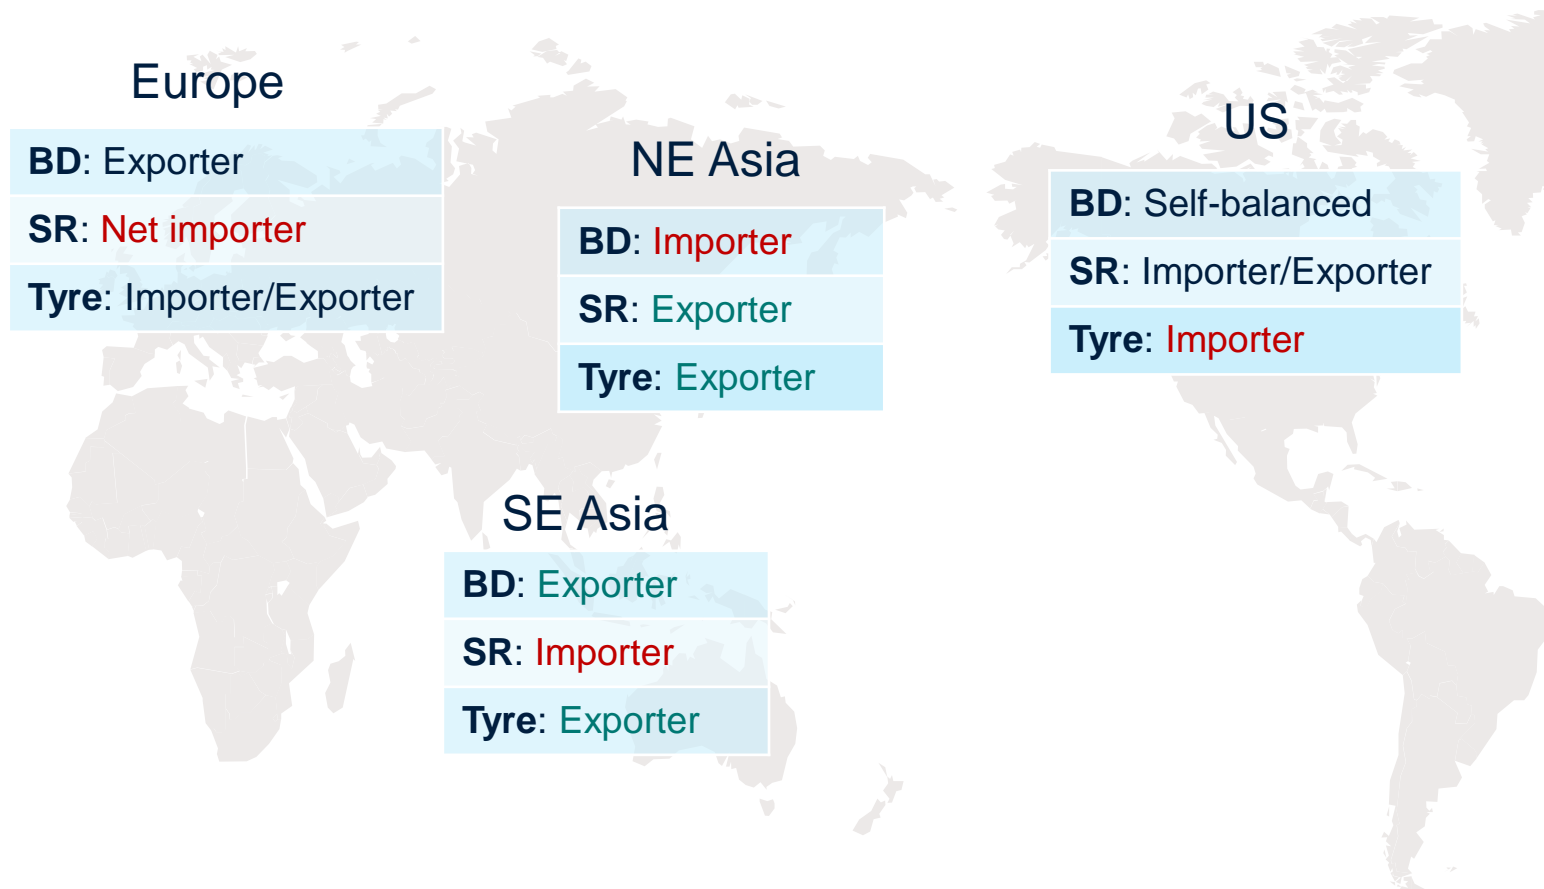 Europe
BD: Exporter
SR: Net importer
Tyre: Importer/Exporter
NE Asia
BD: Importer
SR: Exporter
Tyre: Exporter
US
BD: Self-balanced
SR: Importer/Exporter
Tyre: Importer
SE Asia
BD: Exporter
SR: Importer
Tyre: Exporter